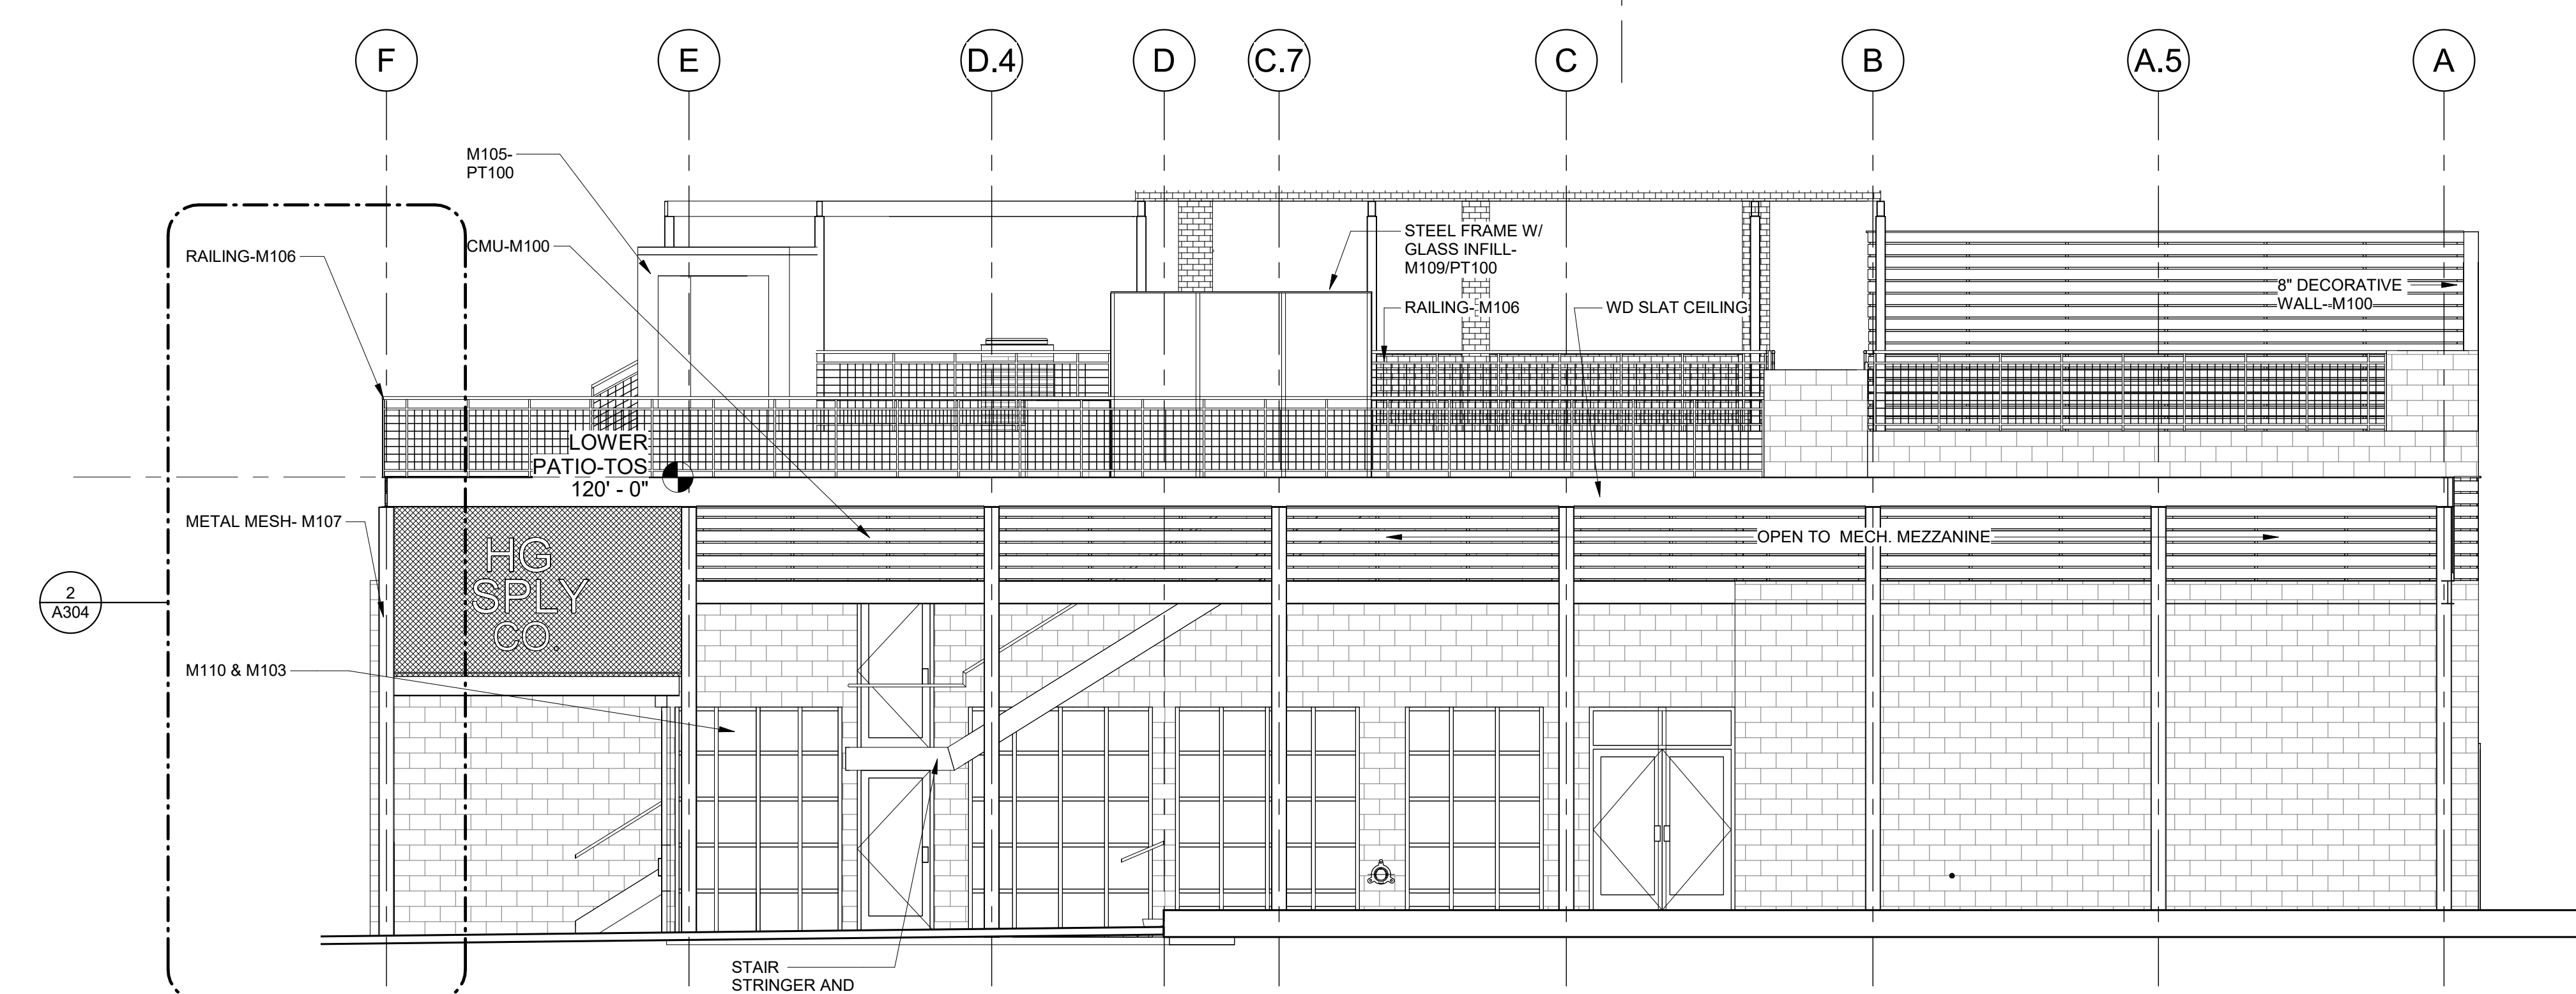 F
E
D.4
D
C.7
C
B
A.5
A
M105-
PT100
CMU-M100
RAILING-M106
STEEL FRAME W/
GLASS INFILL-
M109/PT100
RAILING- M106
WD SLAT CEILING
8" DECORATIVE
WALL--M100
LOWER
PATIO-TOS
120' - 0"
METAL MESH- M107
HG
SPLY
CO.
OPEN TO MECH. MEZZANINE
2
A304
M110 & M103
STAIR
STRINGER AND